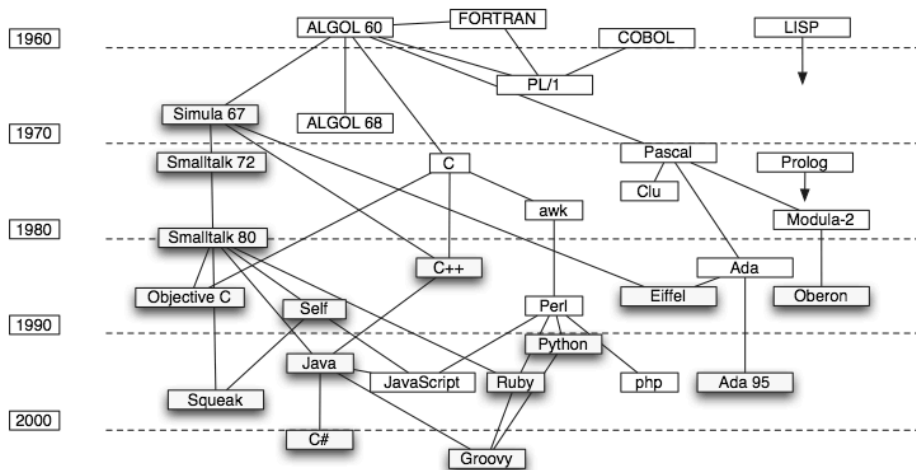 FORTRAN
ALGOL 60
LISP
1960
COBOL
PL/1
Simula 67
ALGOL 68
1970
Pascal
Smalltalk 72
C
Prolog
Clu
awk
Modula-2
1980
Smalltalk 80
C++
Ada
Objective C
Self
Perl
Eiffel
Oberon
1990
Python
Java
JavaScript
Ruby
php
Ada 95
Squeak
2000
C#
Groovy